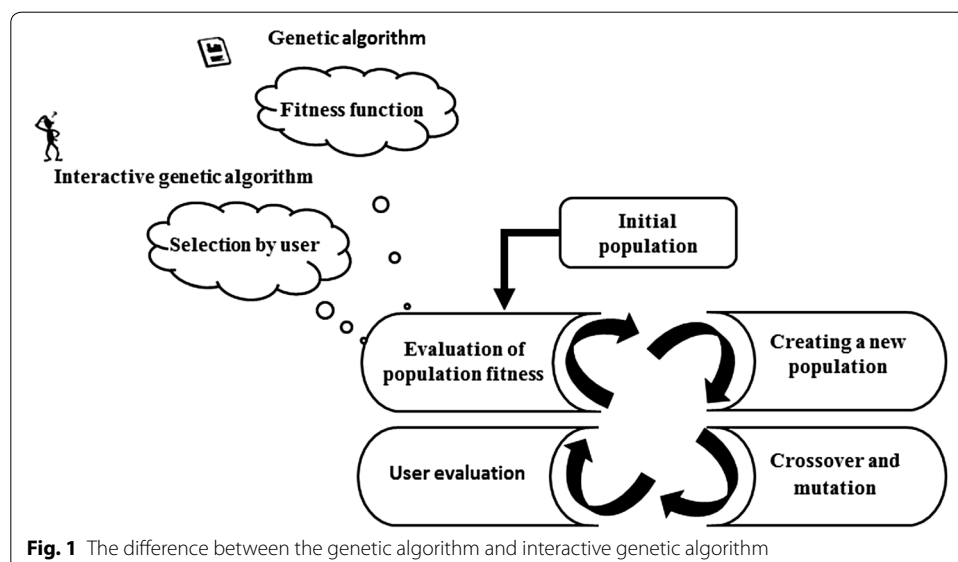 Genetic algorithm
Fitness function
Interactive genetic algorithm
Selection by user
Initial
population
Evaluation of
population fitness
Creating a new
population
User evaluation
Crossover and
mutation
Fig. 1 The difference between the genetic algorithm and interactive genetic algorithm